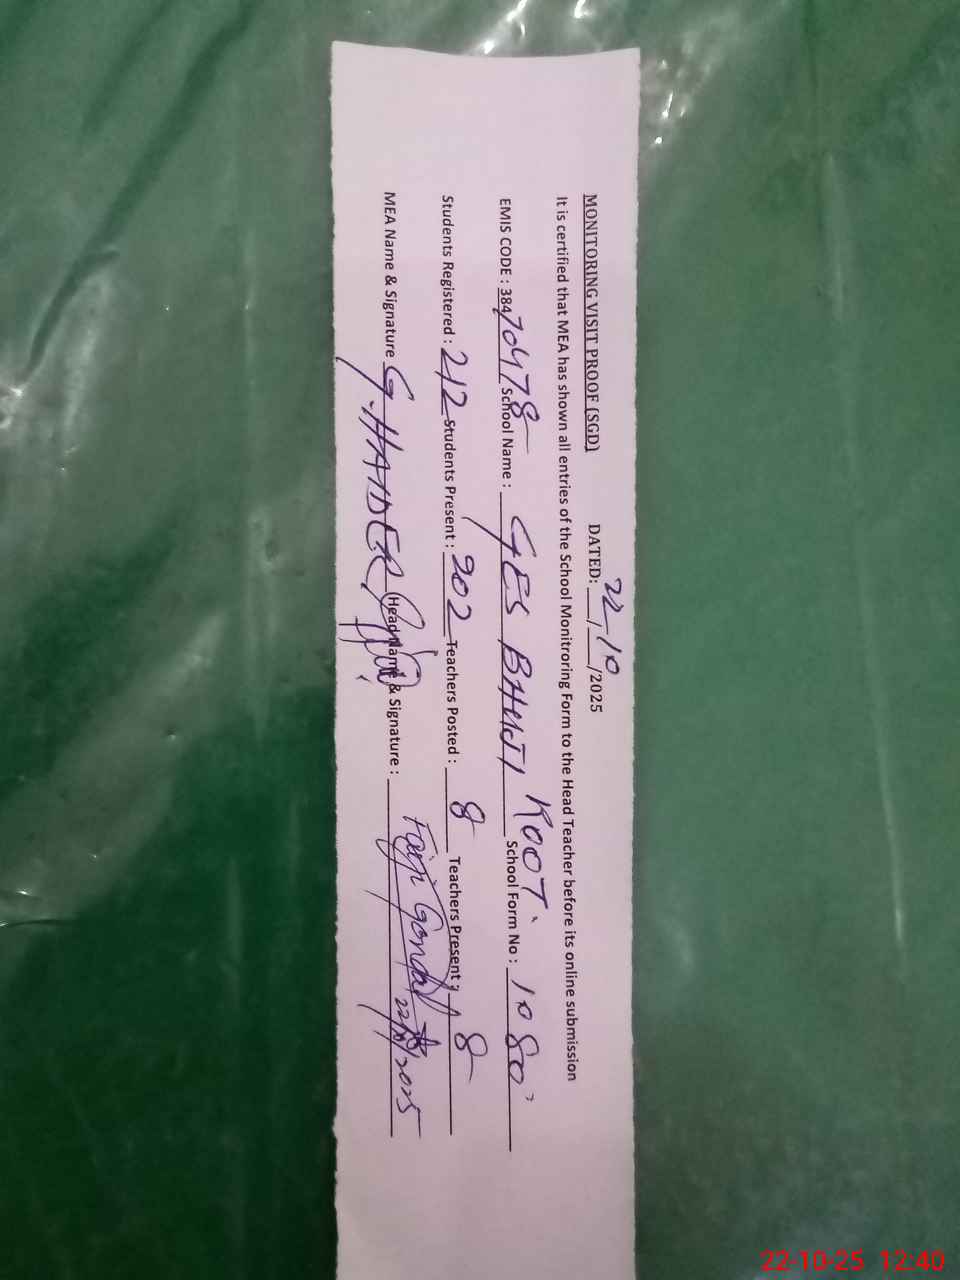 MONITORING VISIT PROOF (SGD) DATED: 22/10/2025
It is certified that MEA has shown all entries of the School Monitroring Form to the Head Teacher before its online submission
EMIS CODE : 38470478 School Name : GES BHUJI KOOT. School Form No : 1080
Students Registered : 212 Students Present : 202 Teachers Posted : 8 Teachers Present : 8
MEA Name & Signature G. HAIDER Head Name & Signature : Gondal 22/10/2025
22-10-25 12:40